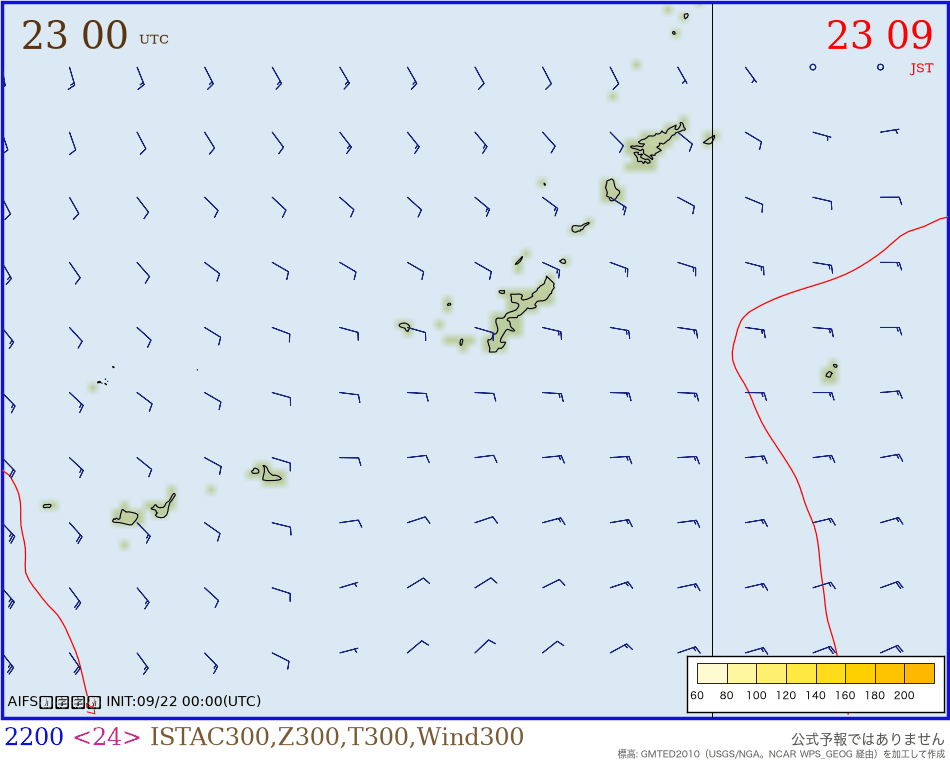 23 00 UTC
23 09
JST
AIFS INIT:09/22 00:00(UTC)
60 80 100 120 140 160 180 200
2200 <24> ISTAC300,Z300,T300,Wind300
公式予報ではありません
標高: GMTED2010（USGS/NGA。NCAR WPS_GEOG 経由）を加工して作成